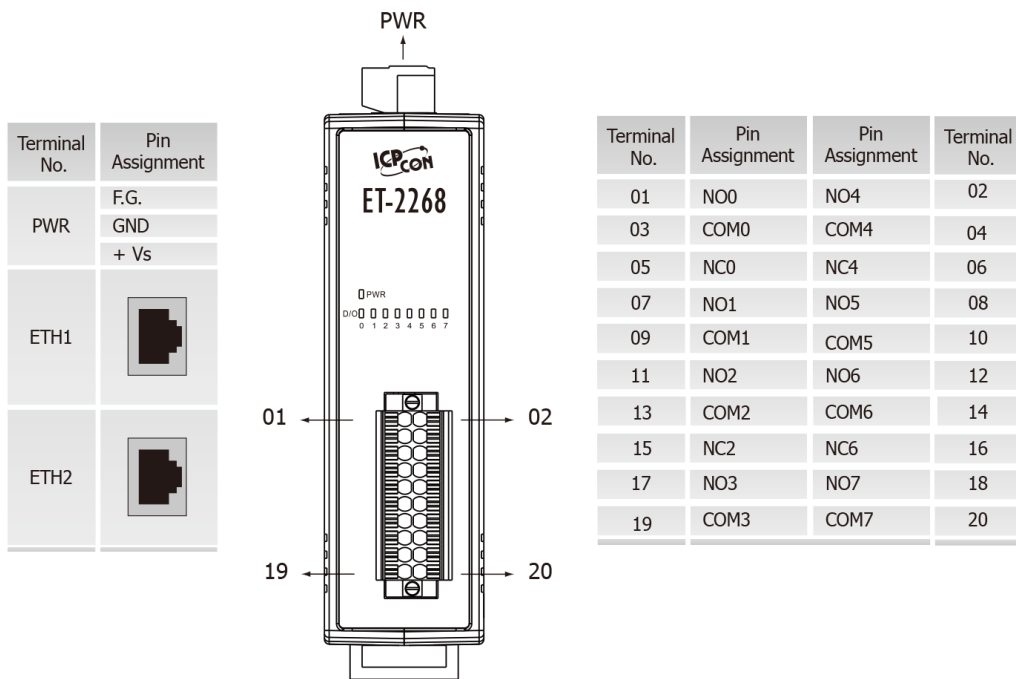 PWR
Terminal No. Pin Assignment
PWR F.G.
GND
+ Vs
ETH1
ETH2
ICP CON
ET-2268
PWR
D/O
0 1 2 3 4 5 6 7
01 02
19 20
Terminal No. Pin Assignment Pin Assignment Terminal No.
01 NO0 NO4 02
03 COM0 COM4 04
05 NC0 NC4 06
07 NO1 NO5 08
09 COM1 COM5 10
11 NO2 NO6 12
13 COM2 COM6 14
15 NC2 NC6 16
17 NO3 NO7 18
19 COM3 COM7 20